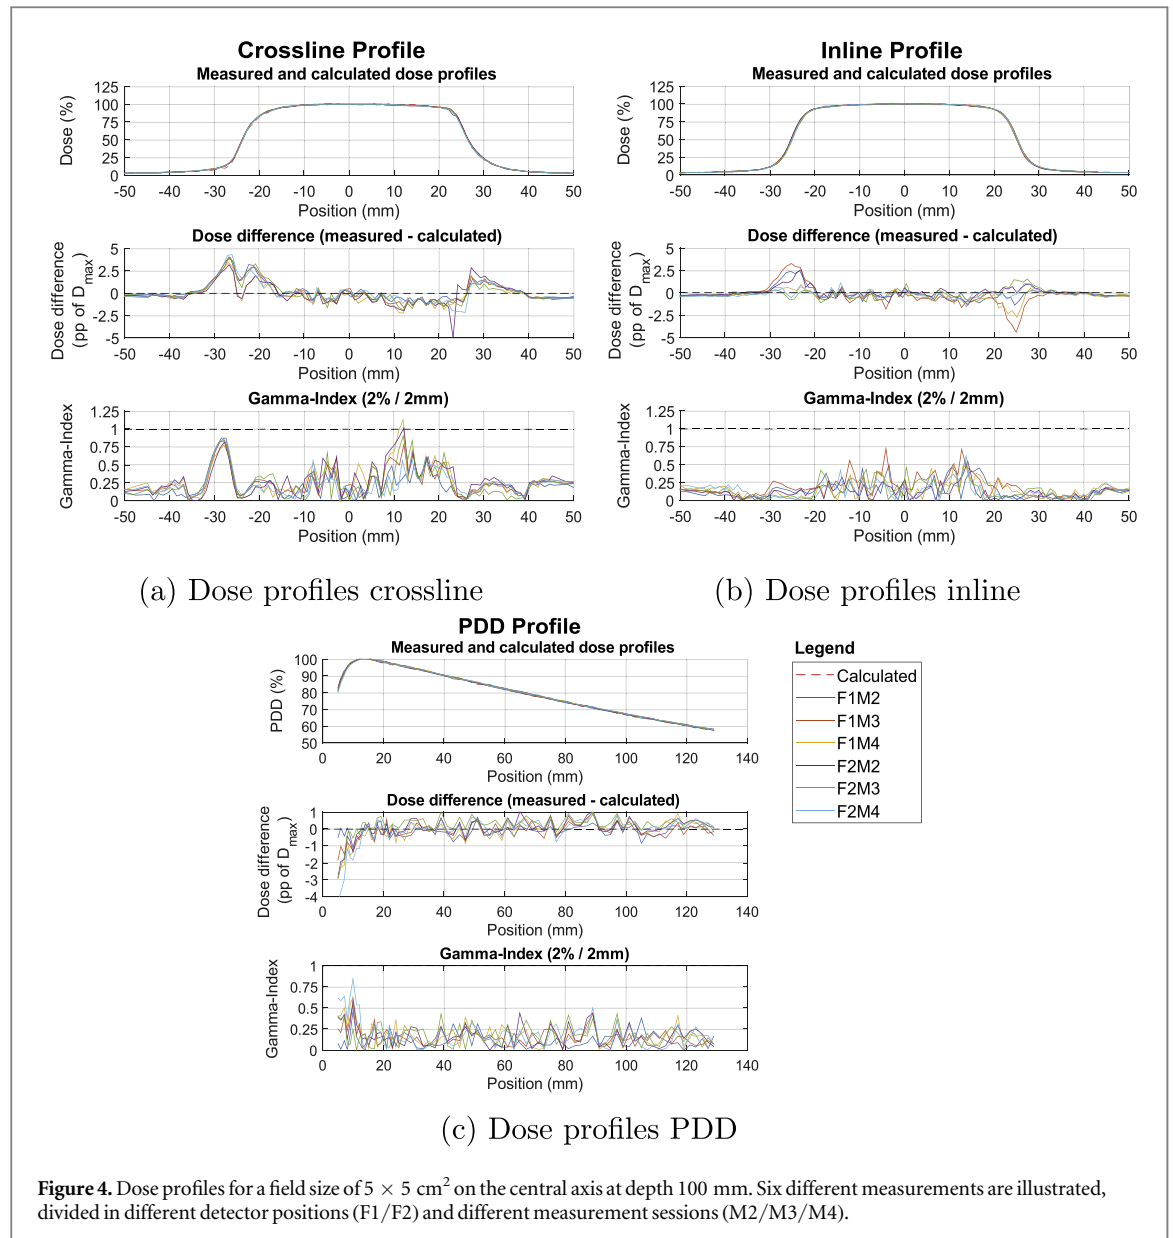 Crossline Profile
Measured and calculated dose profiles
Dose (%)
125
100
75
50
25
0
-50 -40 -30 -20 -10 0 10 20 30 40 50
Position (mm)
Dose difference (measured - calculated)
Dose difference
(pp of Dmax)
5
2.5
0
-2.5
-5
-50 -40 -30 -20 -10 0 10 20 30 40 50
Position (mm)
Gamma-Index (2% / 2mm)
Gamma-Index
1.25
1
0.75
0.5
0.25
0
-50 -40 -30 -20 -10 0 10 20 30 40 50
Position (mm)
(a) Dose profiles crossline
Inline Profile
Measured and calculated dose profiles
Dose (%)
125
100
75
50
25
0
-50 -40 -30 -20 -10 0 10 20 30 40 50
Position (mm)
Dose difference (measured - calculated)
Dose difference
(pp of Dmax)
5
2.5
0
-2.5
-5
-50 -40 -30 -20 -10 0 10 20 30 40 50
Position (mm)
Gamma-Index (2% / 2mm)
Gamma-Index
1.25
1
0.75
0.5
0.25
0
-50 -40 -30 -20 -10 0 10 20 30 40 50
Position (mm)
(b) Dose profiles inline
PDD Profile
Measured and calculated dose profiles
PDD (%)
100
90
80
70
60
50
0 20 40 60 80 100 120 140
Position (mm)
Dose difference (measured - calculated)
Dose difference
(pp of Dmax)
1
0
-1
-2
-3
-4
0 20 40 60 80 100 120 140
Position (mm)
Gamma-Index (2% / 2mm)
Gamma-Index
1
0.75
0.5
0.25
0
0 20 40 60 80 100 120 140
Position (mm)
Legend
Calculated
F1M2
F1M3
F1M4
F2M2
F2M3
F2M4
(c) Dose profiles PDD
Figure 4. Dose profiles for a field size of 5 × 5 cm² on the central axis at depth 100 mm. Six different measurements are illustrated,
divided in different detector positions (F1/F2) and different measurement sessions (M2/M3/M4).